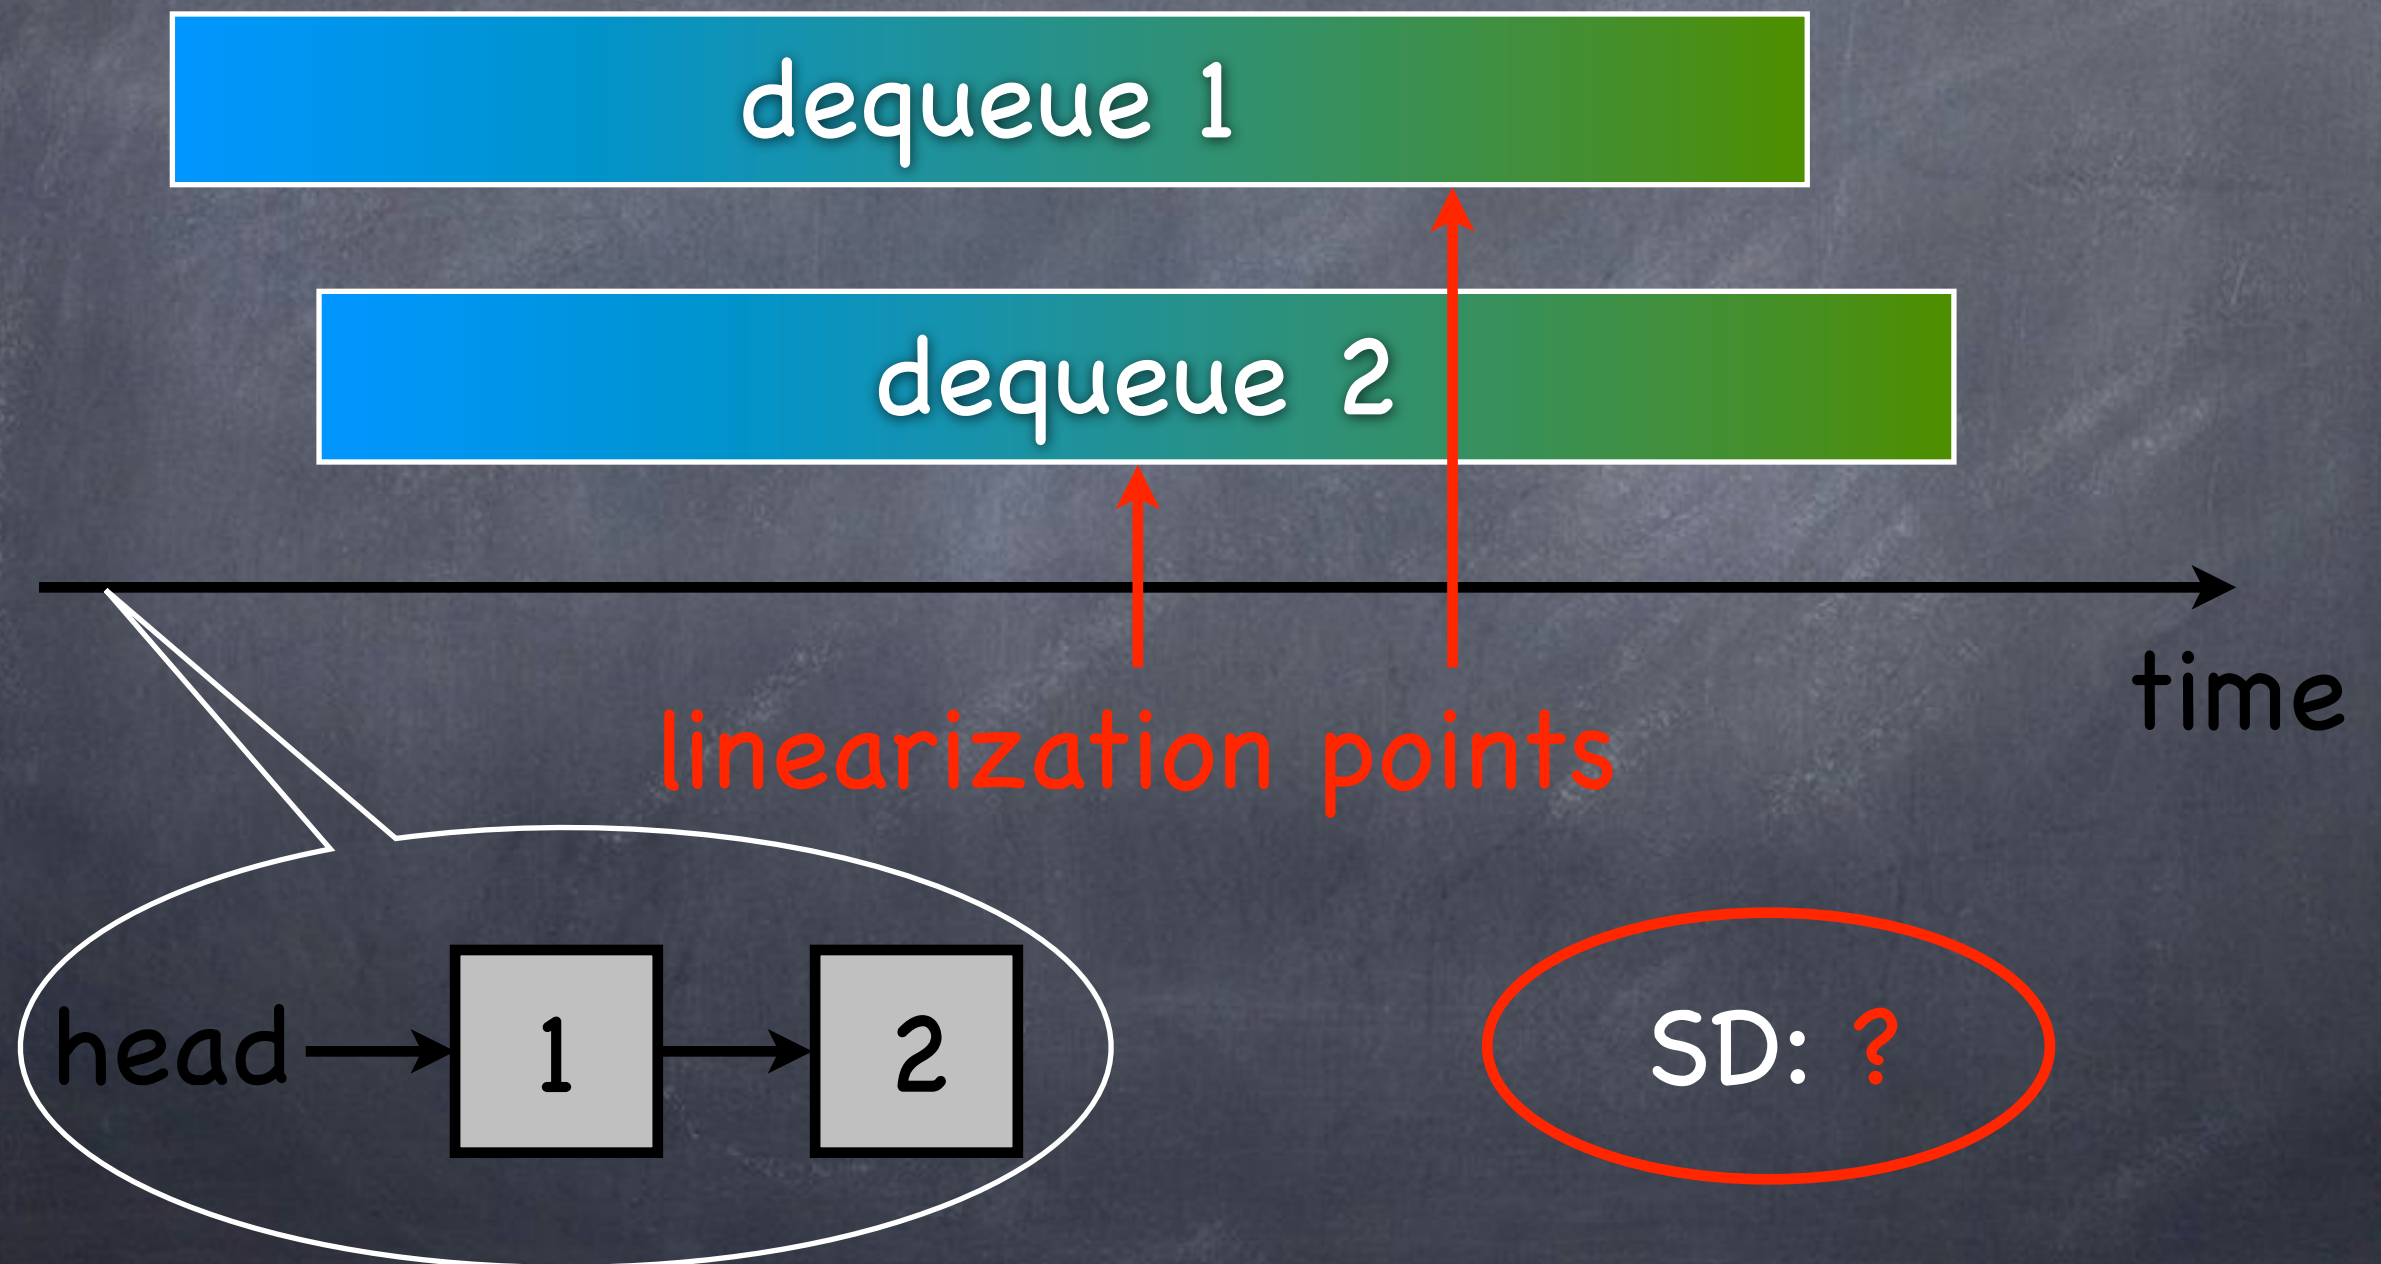 dequeue 1
dequeue 2
time
linearization points
head
1
2
SD: ?